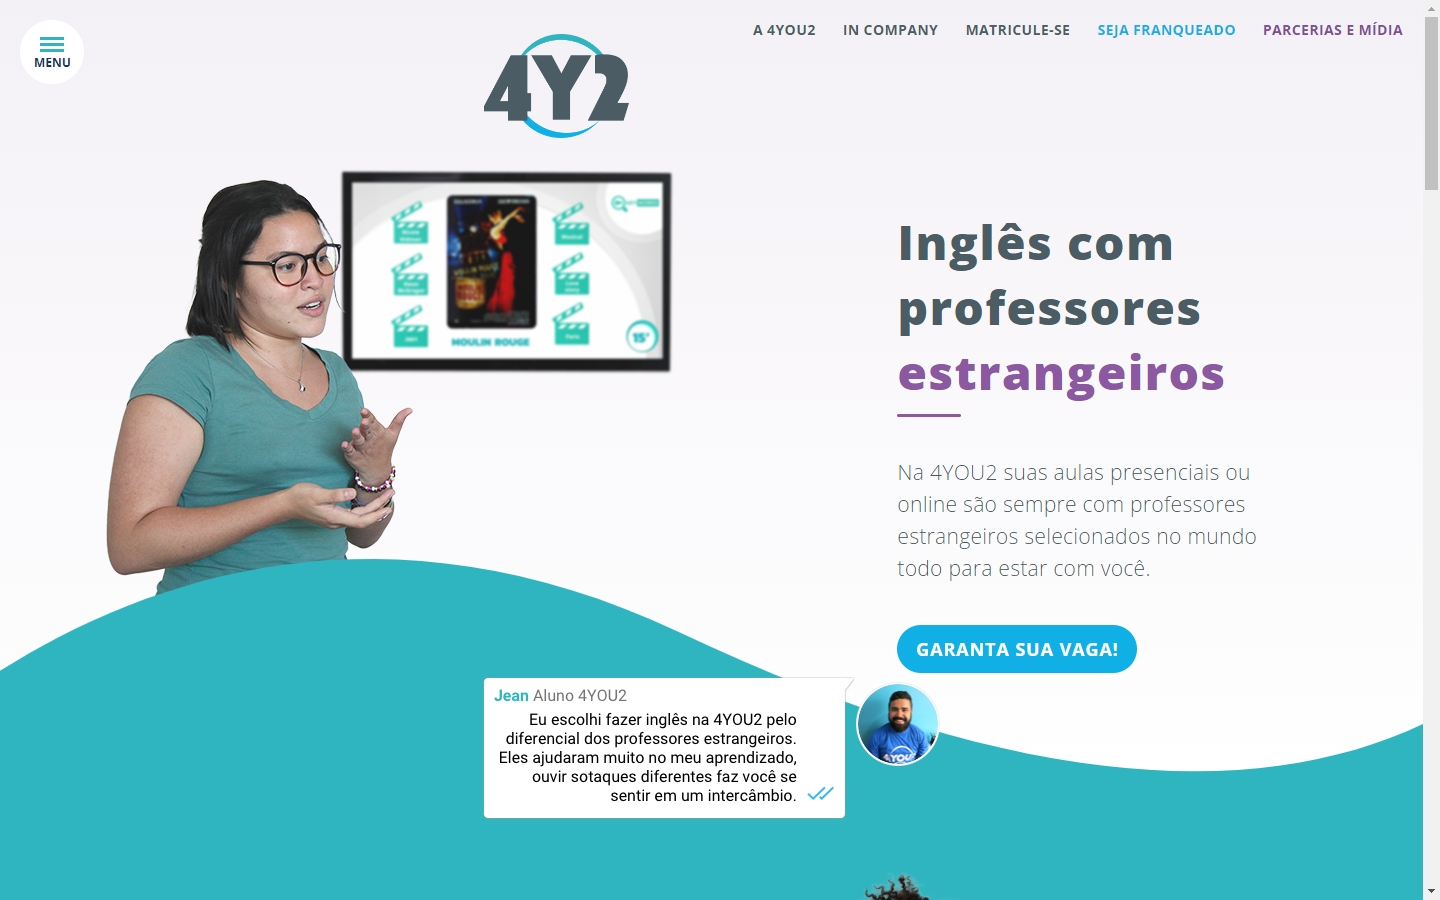 MENU
4Y2
A 4YOU2
IN COMPANY
MATRICULE-SE
SEJA FRANQUEADO
PARCERIAS E MÍDIA
MOULIN ROUGE
15"
Inglês com
professores
estrangeiros
Na 4YOU2 suas aulas presenciais ou
online são sempre com professores
estrangeiros selecionados no mundo
todo para estar com você.
GARANTA SUA VAGA!
Jean Aluno 4YOU2
Eu escolhi fazer inglês na 4YOU2 pelo
diferencial dos professores estrangeiros.
Eles ajudaram muito no meu aprendizado,
ouvir sotaques diferentes faz você se
sentir em um intercâmbio.